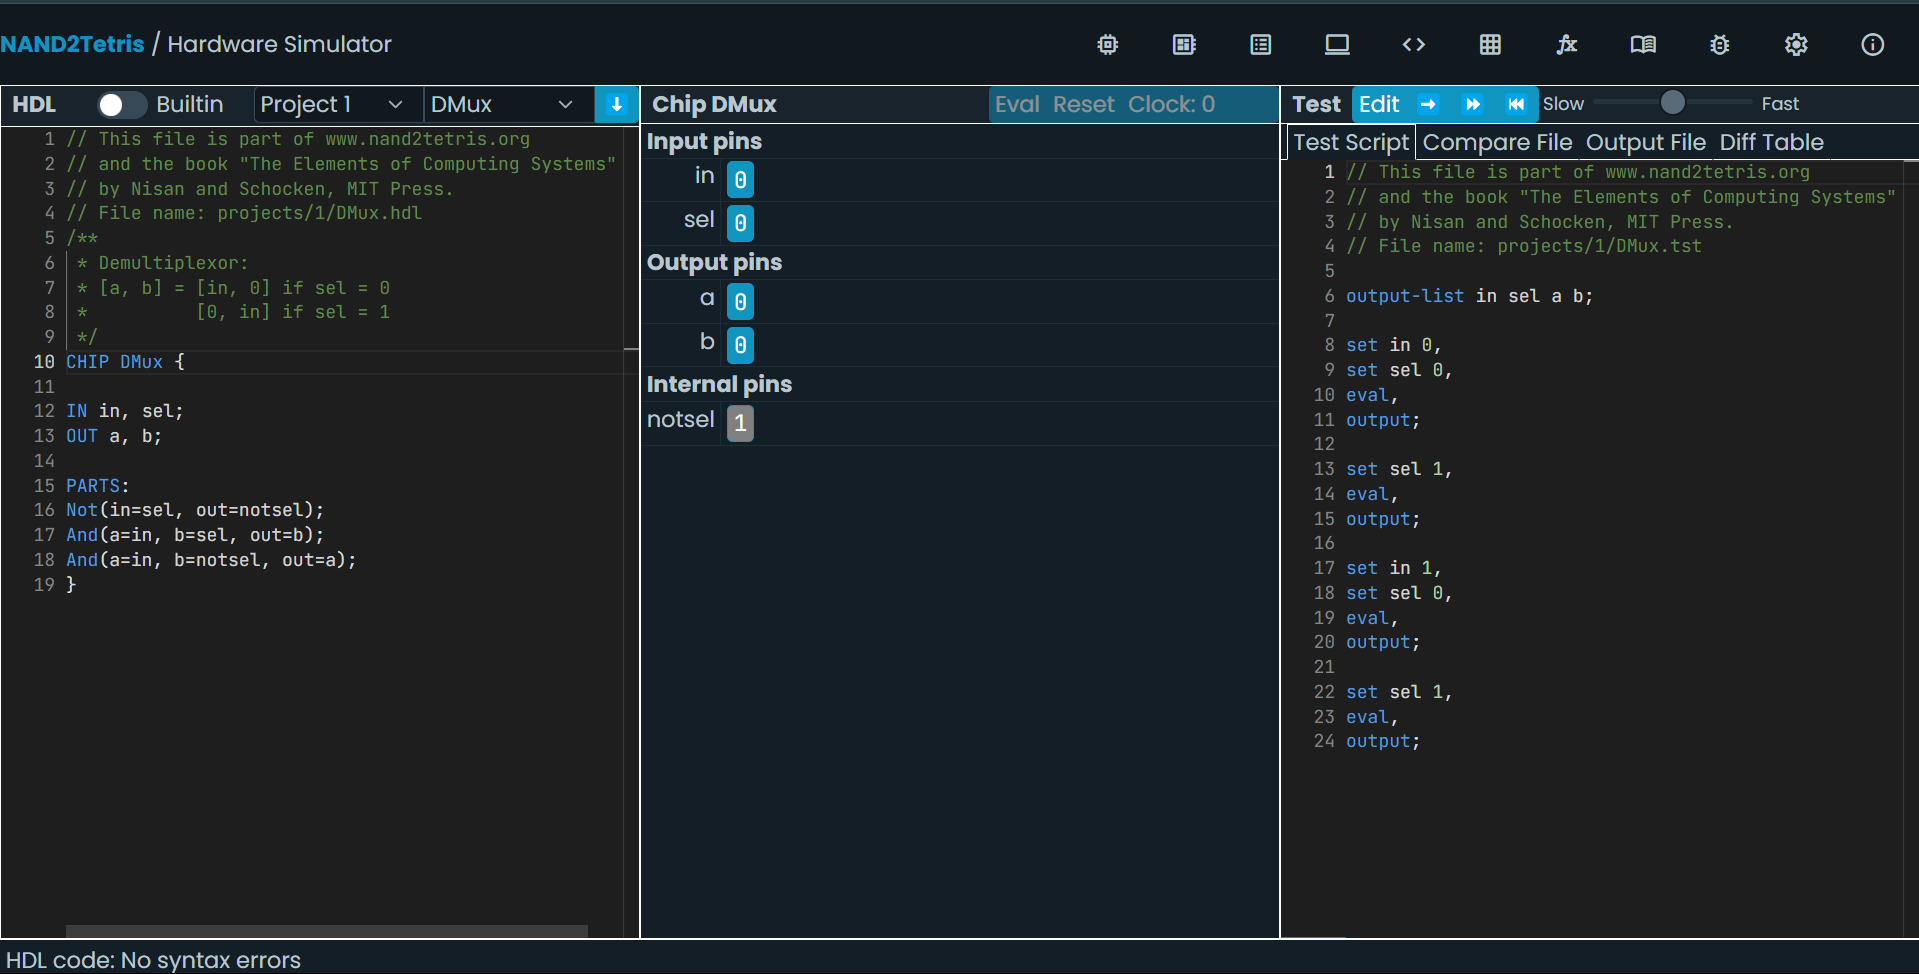 NAND2Tetris / Hardware Simulator
HDL Builtin Project 1 DMux
1 // This file is part of www.nand2tetris.org
2 // and the book "The Elements of Computing Systems"
3 // by Nisan and Schocken, MIT Press.
4 // File name: projects/1/DMux.hdl
5 /**
6 * Demultiplexor:
7 * [a, b] = [in, 0] if sel = 0
8 * [0, in] if sel = 1
9 */
10 CHIP DMux {
11
12 IN in, sel;
13 OUT a, b;
14
15 PARTS:
16 Not(in=sel, out=notsel);
17 And(a=in, b=sel, out=b);
18 And(a=in, b=notsel, out=a);
19 }
Chip DMux Eval Reset Clock: 0
Input pins
in 0
sel 0
Output pins
a 0
b 0
Internal pins
notsel 1
Test Edit Slow Fast
Test Script Compare File Output File Diff Table
1 // This file is part of www.nand2tetris.org
2 // and the book "The Elements of Computing Systems"
3 // by Nisan and Schocken, MIT Press.
4 // File name: projects/1/DMux.tst
5
6 output-list in sel a b;
7
8 set in 0,
9 set sel 0,
10 eval,
11 output;
12
13 set sel 1,
14 eval,
15 output;
16
17 set in 1,
18 set sel 0,
19 eval,
20 output;
21
22 set sel 1,
23 eval,
24 output;
HDL code: No syntax errors